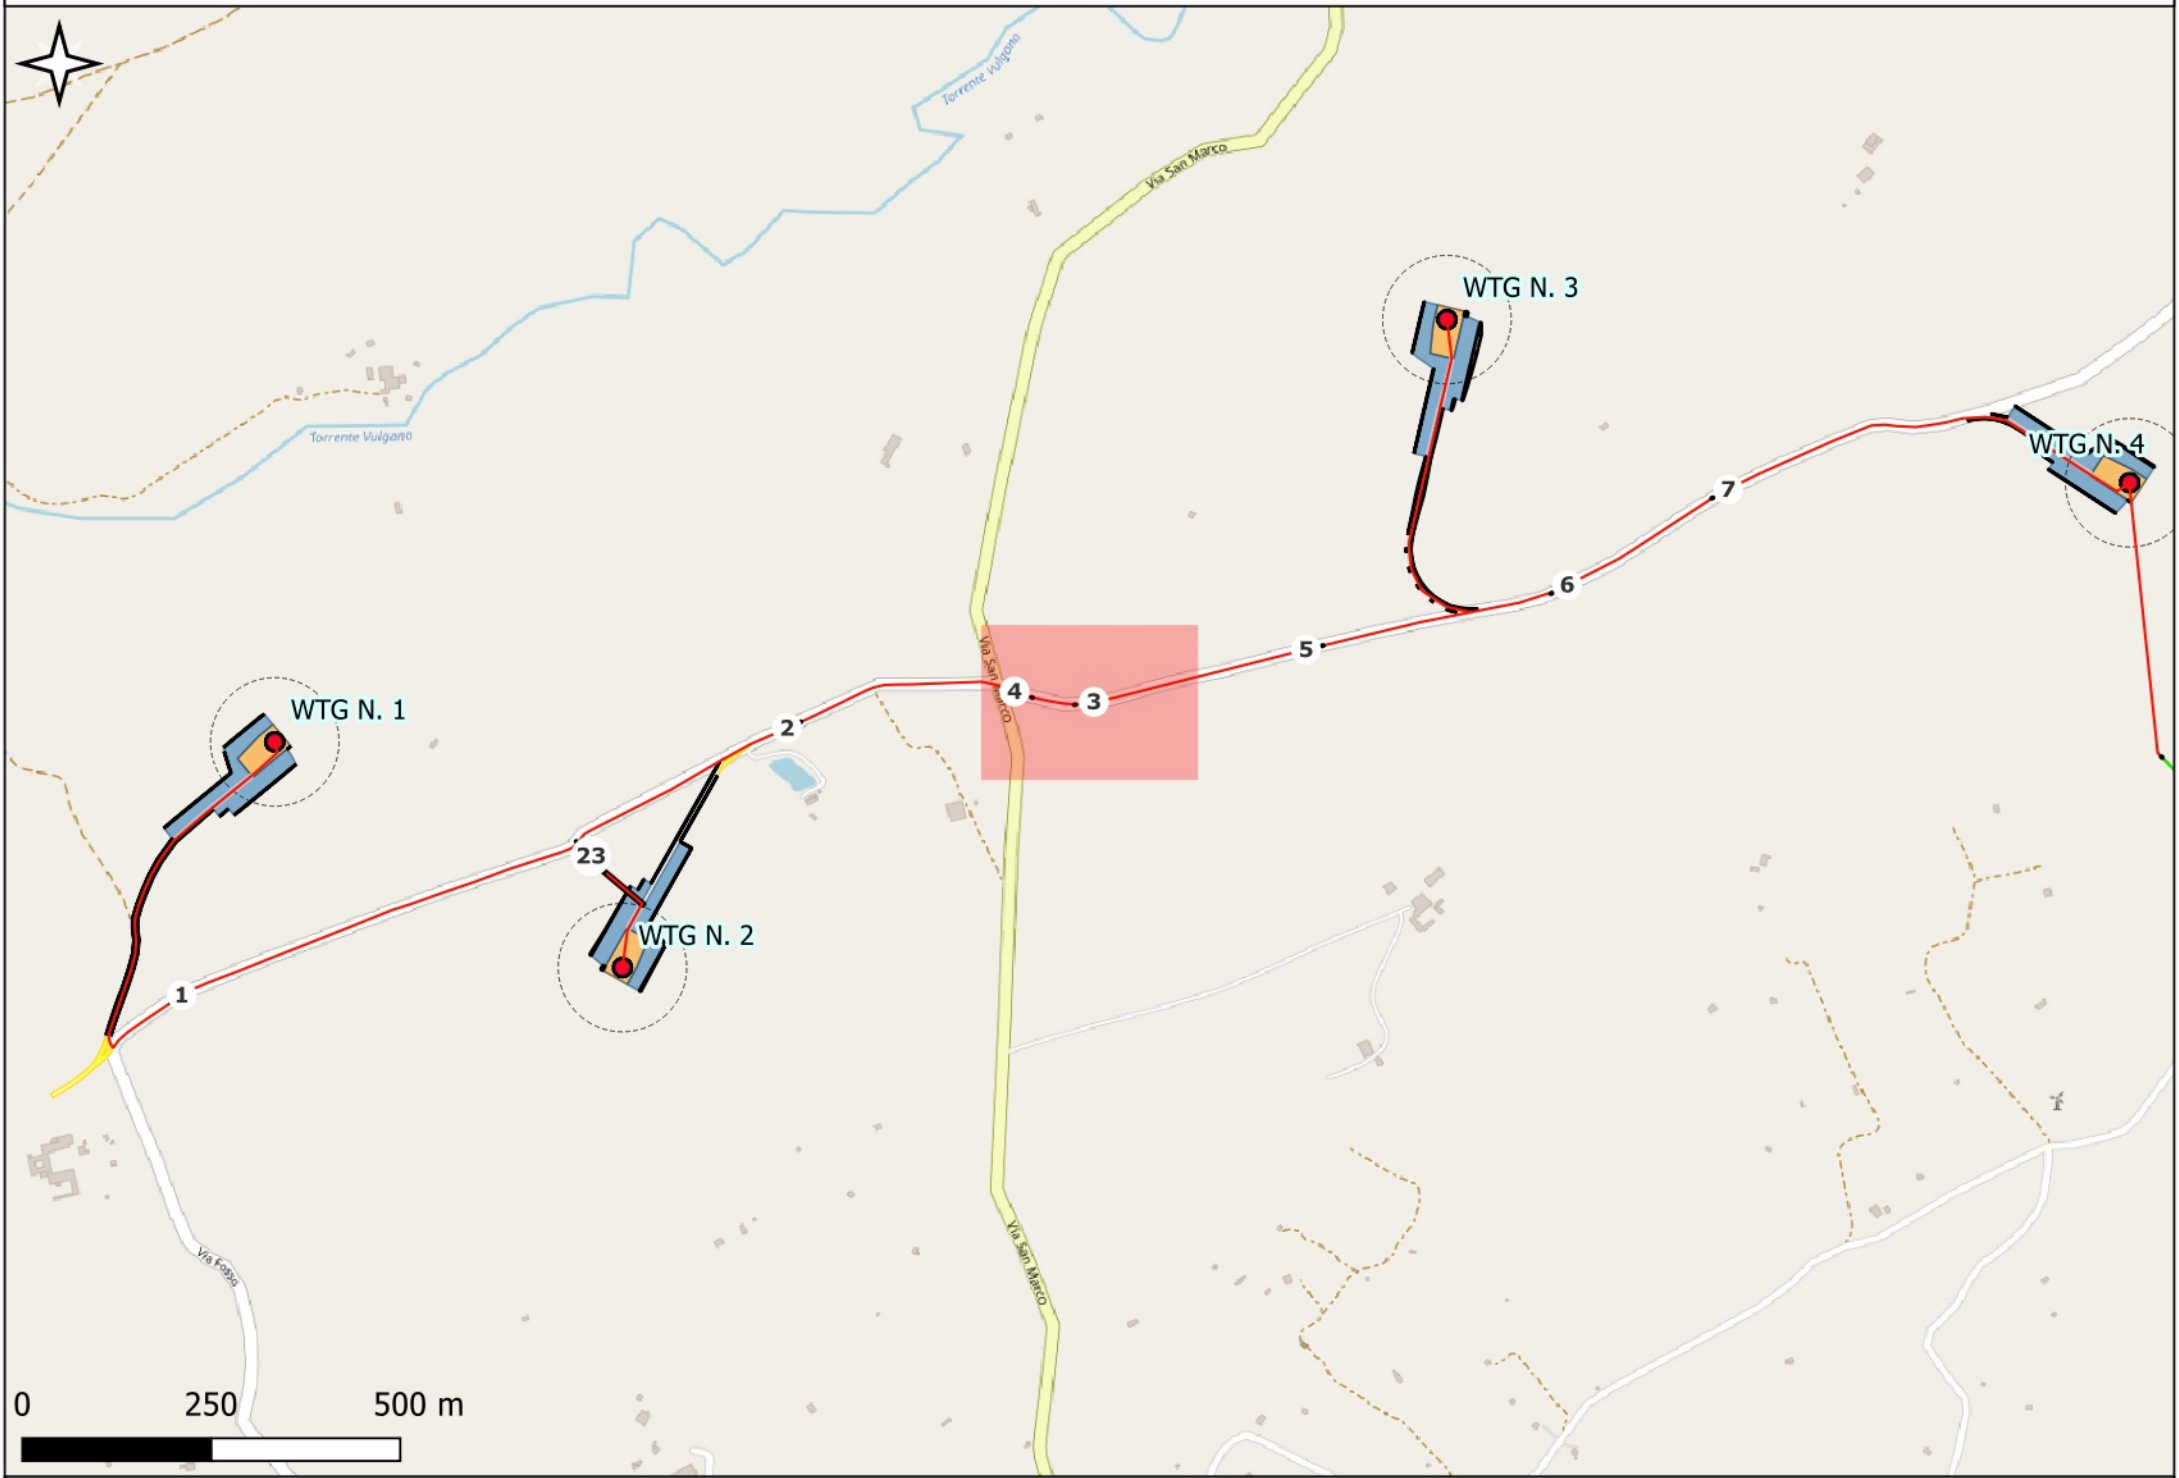 Torrente Vulgano
Via San Marco
WTG N. 3
Torrente Vulgano
WTG N. 4
7
6
Via San Marco
5
4
3
WTG N. 1
2
23
WTG N. 2
1
Via Fosso
Via San Marco
0 250 500 m